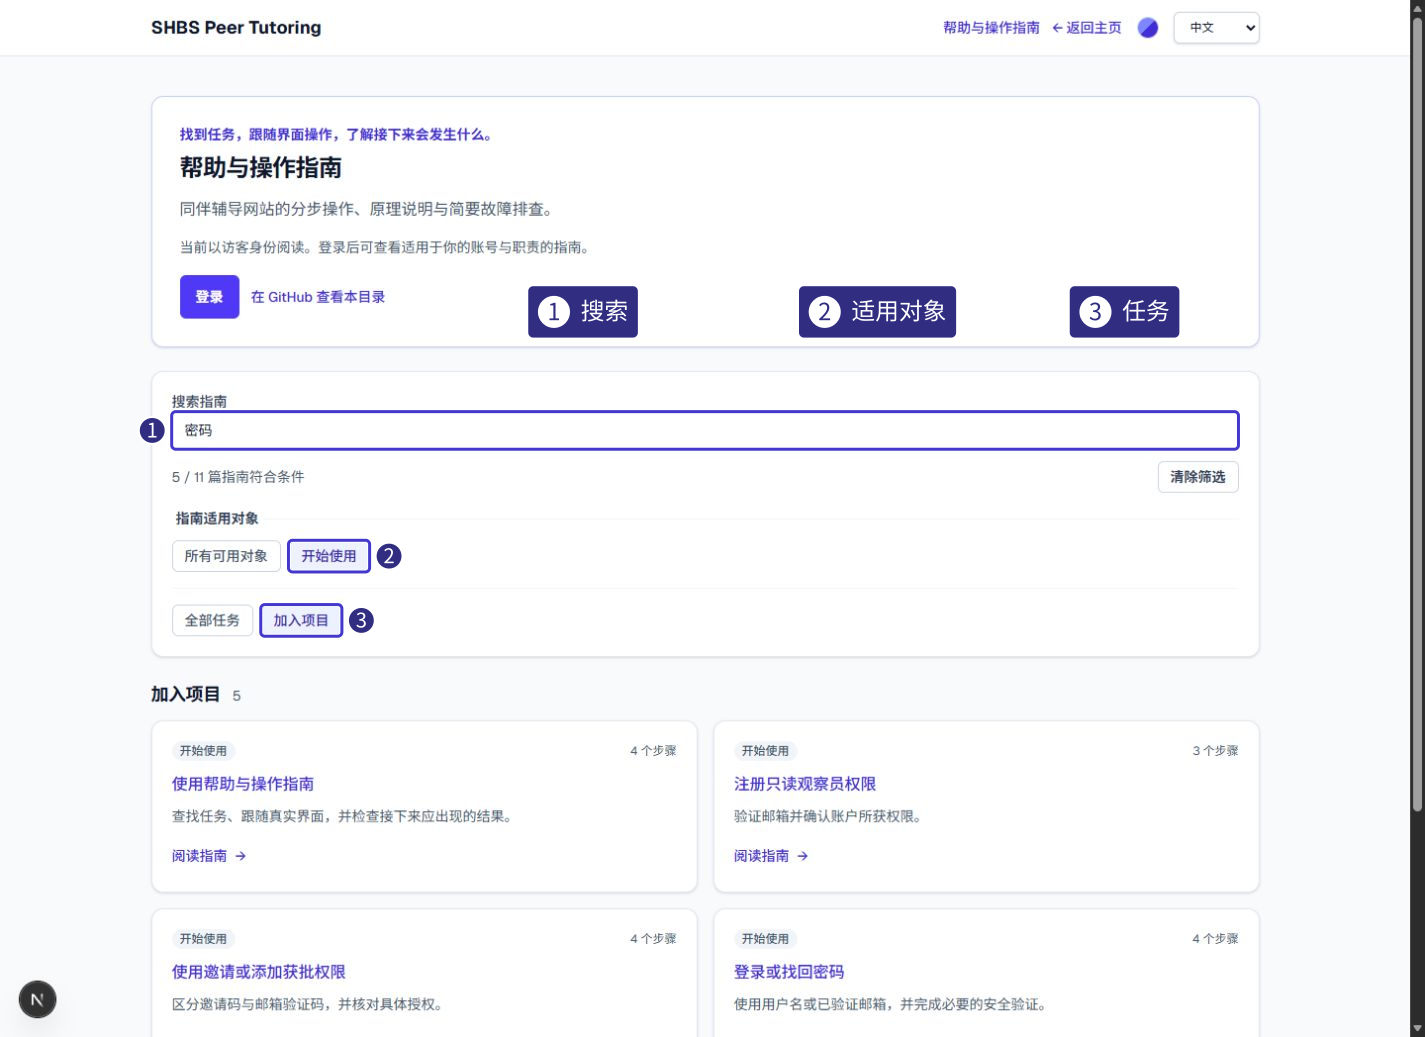 SHBS Peer Tutoring
帮助与操作指南 ← 返回主页 中文
找到任务，跟随界面操作，了解接下来会发生什么。
帮助与操作指南
同伴辅导网站的分步操作、原理说明与简要故障排查。
当前以访客身份阅读。登录后可查看适用于你的账号与职责的指南。
登录 在 GitHub 查看本目录
1 搜索 2 适用对象 3 任务
搜索指南
1 密码
5 / 11 篇指南符合条件 清除筛选
指南适用对象
所有可用对象 开始使用 2
全部任务 加入项目 3
加入项目 5
开始使用 4 个步骤
使用帮助与操作指南
查找任务、跟随真实界面，并检查接下来应出现的结果。
阅读指南 →
开始使用 3 个步骤
注册只读观察员权限
验证邮箱并确认账户所获权限。
阅读指南 →
开始使用 4 个步骤
使用邀请或添加获批权限
区分邀请码与邮箱验证码，并核对具体授权。
开始使用 4 个步骤
登录或找回密码
使用用户名或已验证邮箱，并完成必要的安全验证。
N